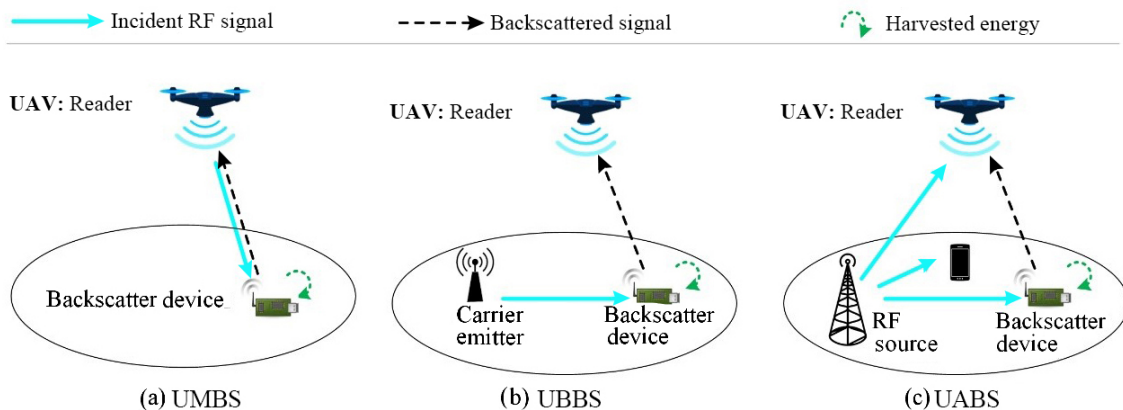 Incident RF signal
Backscattered signal
Harvested energy
UAV: Reader
Backscatter device
(a) UMBS
UAV: Reader
Carrier
emitter
Backscatter
device
(b) UBBS
UAV: Reader
RF
source
Backscatter
device
(c) UABS